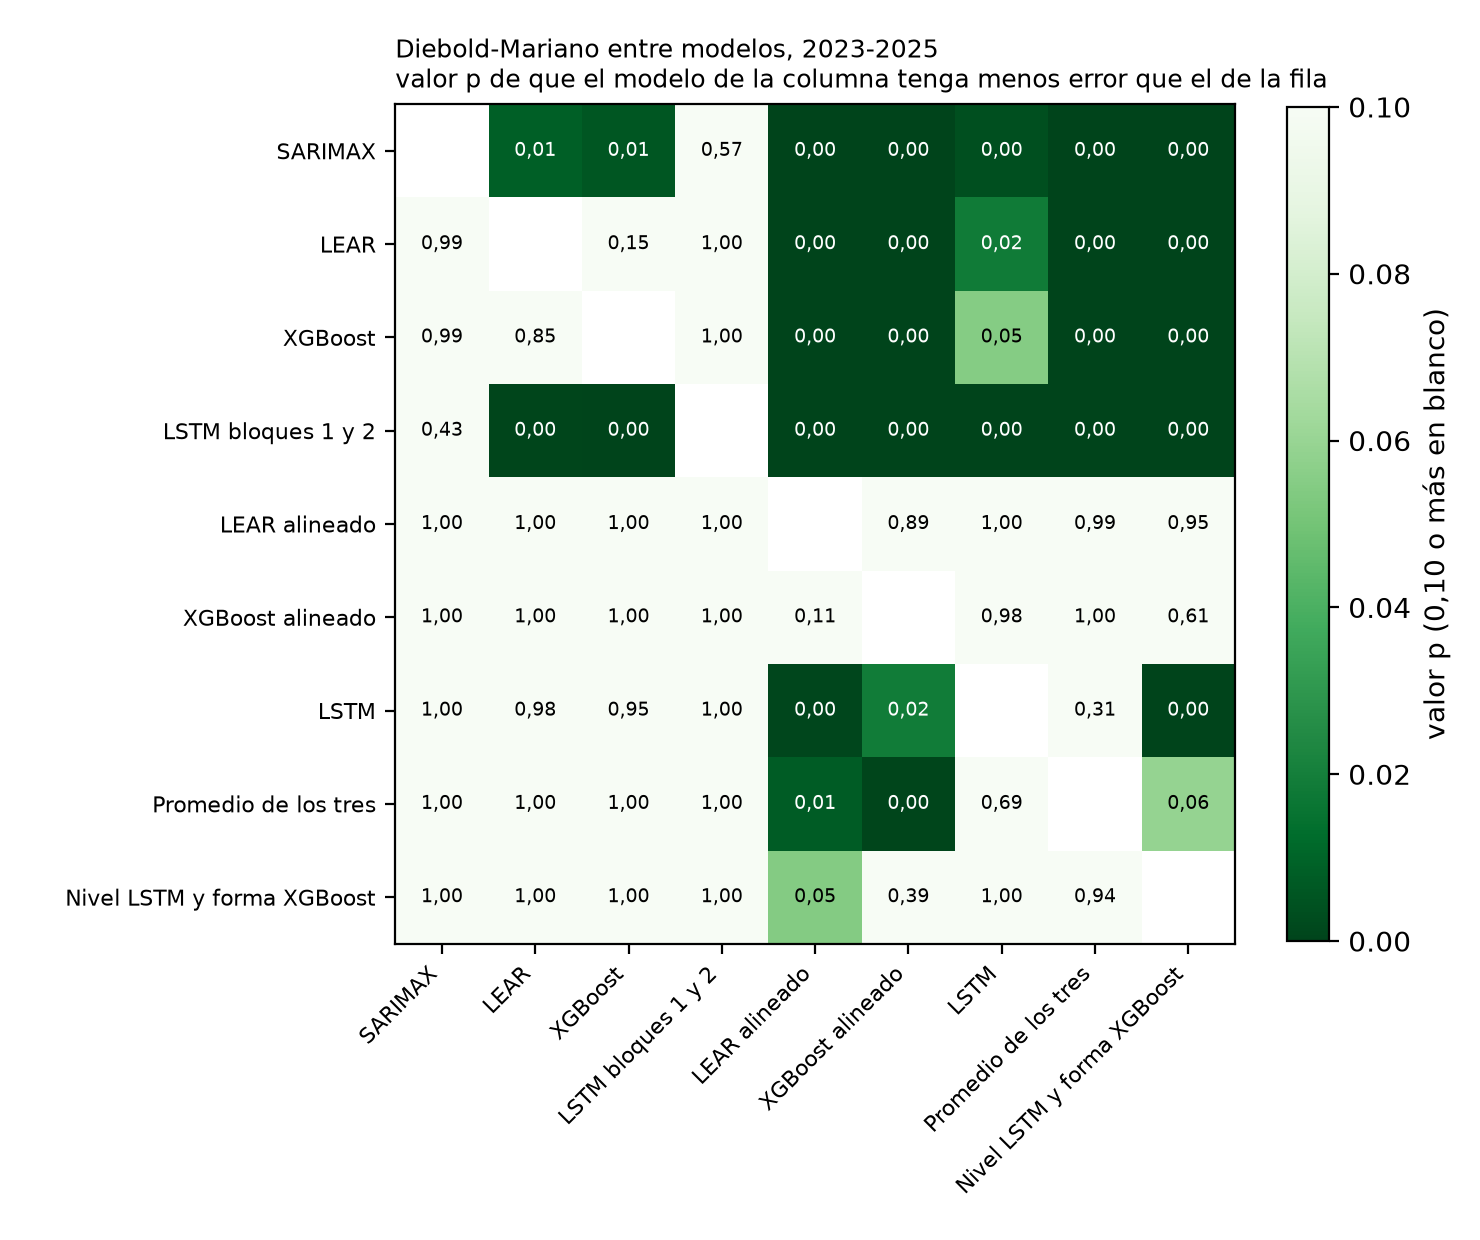 Diebold-Mariano entre modelos, 2023-2025
valor p de que el modelo de la columna tenga menos error que el de la fila
SARIMAX 0,01 0,01 0,57 0,00 0,00 0,00 0,00 0,00
LEAR 0,99 0,15 1,00 0,00 0,00 0,02 0,00 0,00
XGBoost 0,99 0,85 1,00 0,00 0,00 0,05 0,00 0,00
LSTM bloques 1 y 2 0,43 0,00 0,00 0,00 0,00 0,00 0,00 0,00
LEAR alineado 1,00 1,00 1,00 1,00 0,89 1,00 0,99 0,95
XGBoost alineado 1,00 1,00 1,00 1,00 0,11 0,98 1,00 0,61
LSTM 1,00 0,98 0,95 1,00 0,00 0,02 0,31 0,00
Promedio de los tres 1,00 1,00 1,00 1,00 0,01 0,00 0,69 0,06
Nivel LSTM y forma XGBoost 1,00 1,00 1,00 1,00 0,05 0,39 1,00 0,94
SARIMAX
LEAR
XGBoost
LSTM bloques 1 y 2
LEAR alineado
XGBoost alineado
LSTM
Promedio de los tres
Nivel LSTM y forma XGBoost
0.10
0.08
0.06
0.04
0.02
0.00
valor p (0,10 o más en blanco)